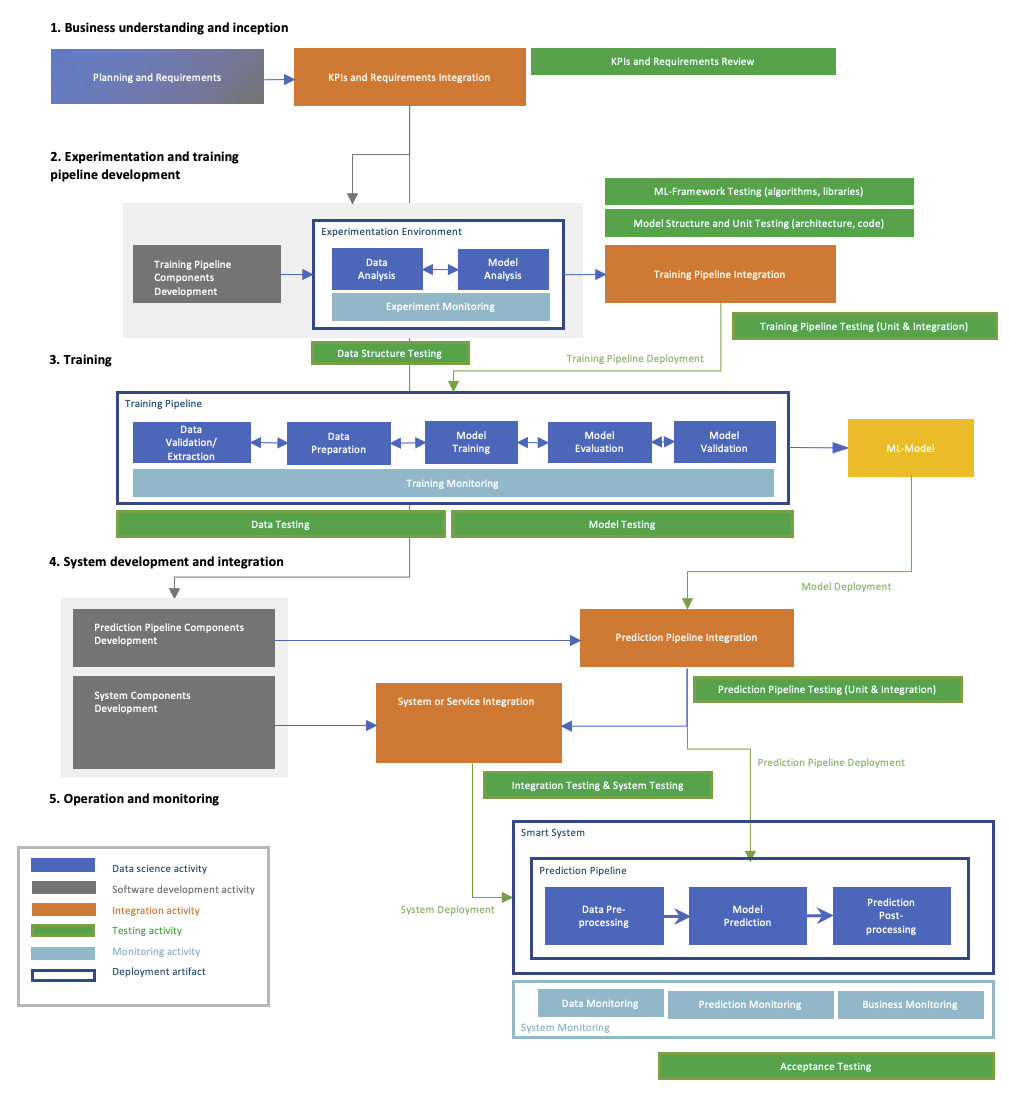 1. Business understanding and inception
Planning and Requirements
KPIs and Requirements Integration
KPIs and Requirements Review
2. Experimentation and training
pipeline development
ML-Framework Testing (algorithms, libraries)
Model Structure and Unit Testing (architecture, code)
Experimentation Environment
Training Pipeline
Components
Development
Data
Analysis
Model
Analysis
Experiment Monitoring
Training Pipeline Integration
Training Pipeline Testing (Unit & Integration)
Data Structure Testing
Training Pipeline Deployment
3. Training
Training Pipeline
Data
Validation/
Extraction
Data
Preparation
Model
Training
Model
Evaluation
Model
Validation
Training Monitoring
ML-Model
Data Testing
Model Testing
4. System development and integration
Model Deployment
Prediction Pipeline Components
Development
Prediction Pipeline Integration
System Components
Development
System or Service Integration
Prediction Pipeline Testing (Unit & Integration)
Prediction Pipeline Deployment
Integration Testing & System Testing
5. Operation and monitoring
Smart System
Prediction Pipeline
Data Pre-
processing
Model
Prediction
Prediction
Post-
processing
System Deployment
Data Monitoring
Prediction Monitoring
Business Monitoring
System Monitoring
Acceptance Testing
Data science activity
Software development activity
Integration activity
Testing activity
Monitoring activity
Deployment artifact